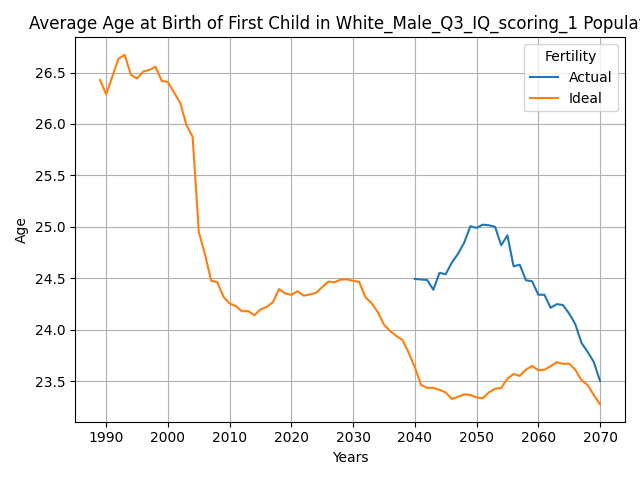 Average Age at Birth of First Child in White_Male_Q3_IQ_scoring_1 Populat
Fertility
Actual
Ideal
26.5
26.0
25.5
25.0
24.5
24.0
23.5
Age
1990 2000 2010 2020 2030 2040 2050 2060 2070
Years